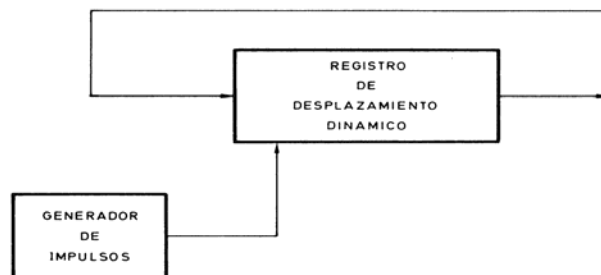 REGISTRO
DE
DESPLAZAMIENTO
DINAMICO
GENERADOR
DE
IMPULSOS